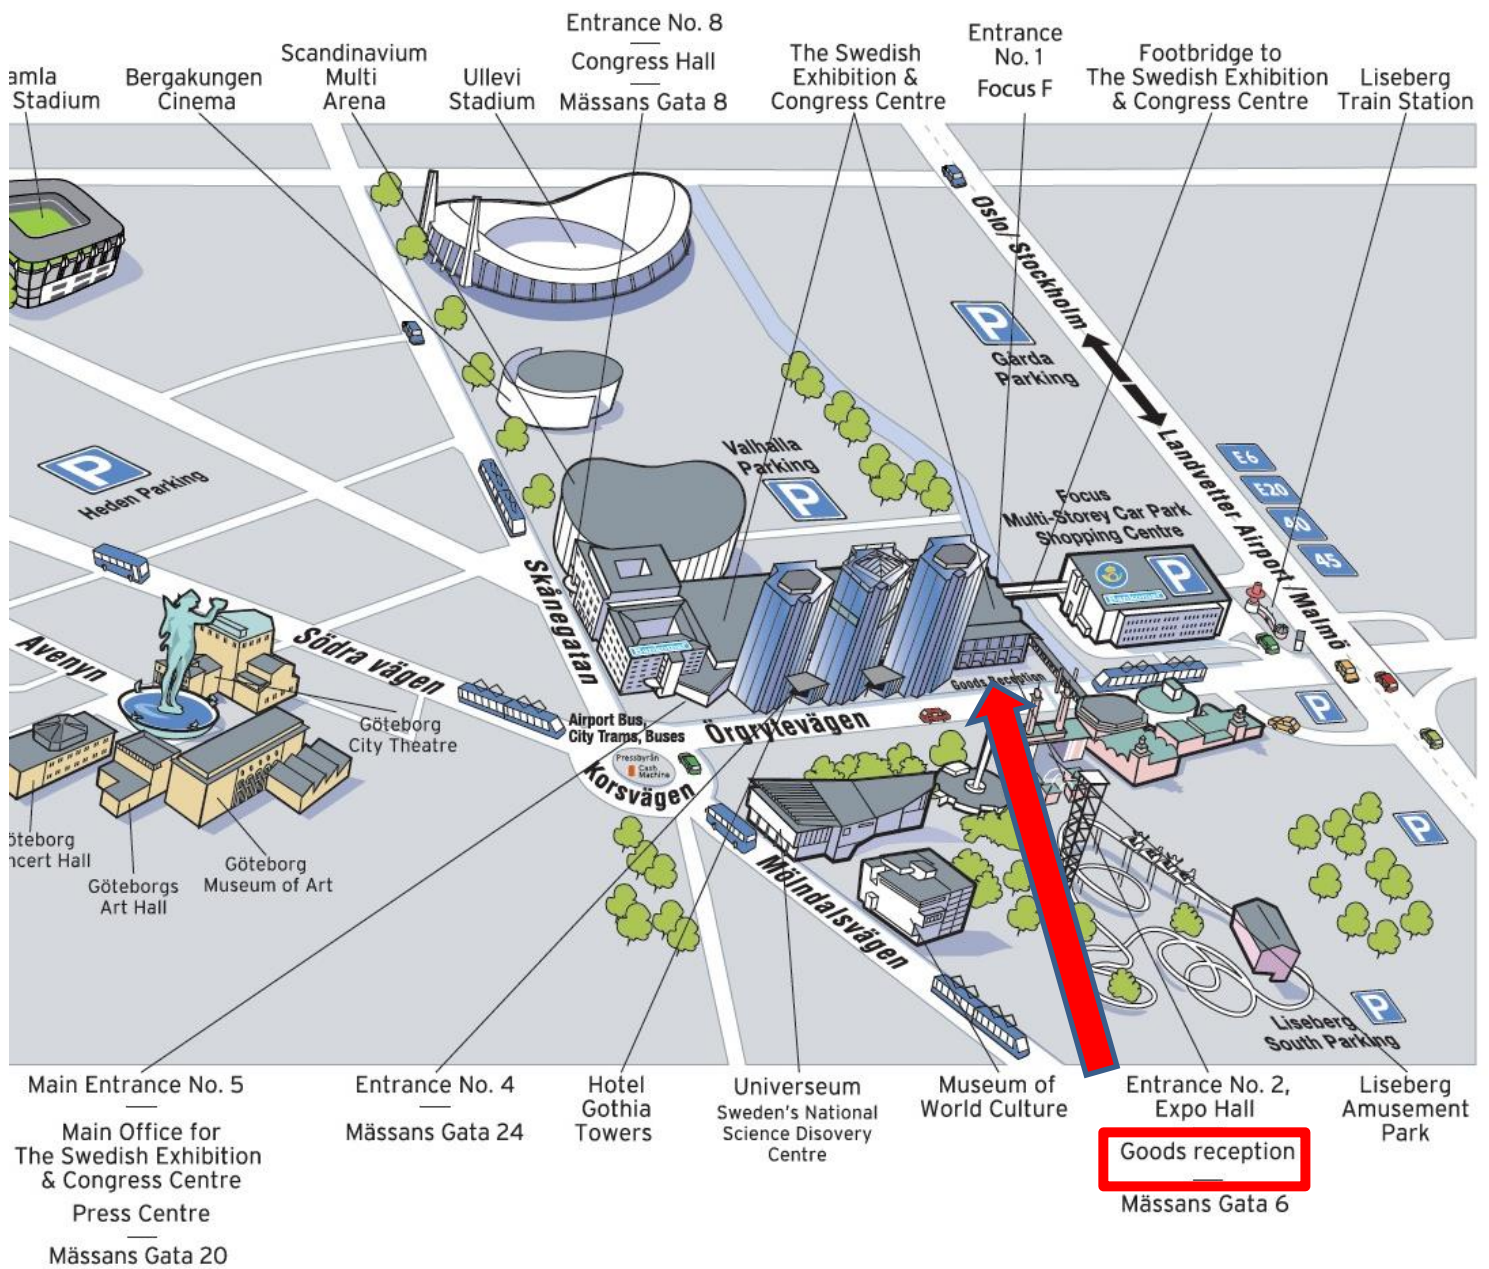 Entrance No. 8
Congress Hall
Mässans Gata 8
Scandinavium
Multi
Arena
Ullevi
Stadium
The Swedish
Exhibition &
Congress Centre
Entrance
No. 1
Focus F
Footbridge to
The Swedish Exhibition
& Congress Centre
Liseberg
Train Station
amla
Stadium
Bergakungen
Cinema
Oslo/ Stockholm
P
Gårda
Parking
Landvetter Airport /Malmö
E6
E20
40
45
Valhalla
Parking
P
P
Heden Parking
Focus
Multi-Storey Car Park
Shopping Centre
P
Skånegatan
Södra vägen
Avenyn
Goods Reception
Göteborg
City Theatre
Airport Bus,
City Trams, Buses
Örgrytevägen
Pressbyrån
Cash
Machine
Korsvägen
P
P
öteborg
ncert Hall
Göteborgs
Art Hall
Göteborg
Museum of Art
Mölndalsvägen
P
Liseberg
South Parking
Main Entrance No. 5
Main Office for
The Swedish Exhibition
& Congress Centre
Press Centre
Mässans Gata 20
Entrance No. 4
Mässans Gata 24
Hotel
Gothia
Towers
Universeum
Sweden's National
Science Disovery
Centre
Museum of
World Culture
Entrance No. 2,
Expo Hall
Goods reception
Mässans Gata 6
Liseberg
Amusement
Park